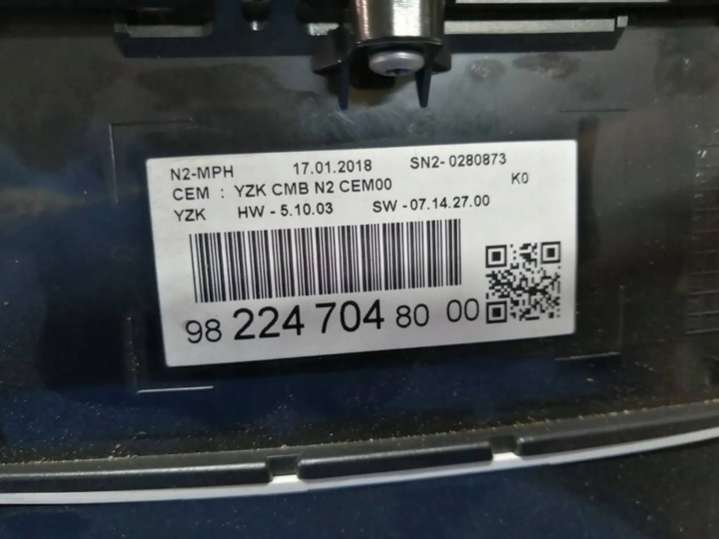 N2-MPH 17.01.2018 SN2- 0280873
CEM : YZK CMB N2 CEM00 K0
YZK HW - 5.10.03 SW - 07.14.27.00
98 224 704 80 00